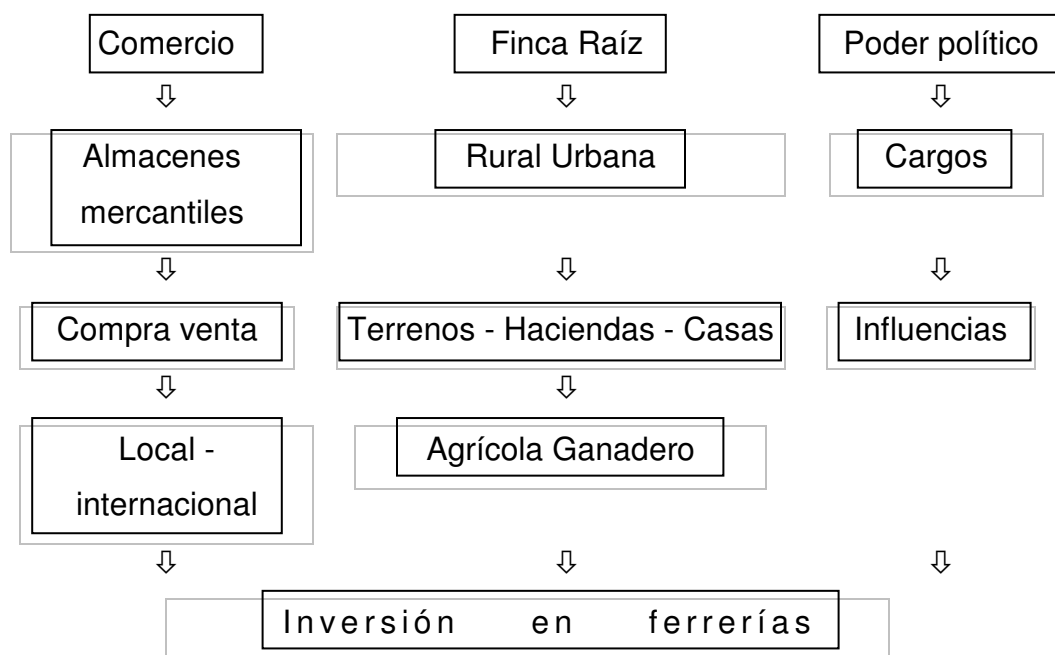 Comercio
Finca Raíz
Poder político
⇩ ⇩ ⇩
Almacenes
mercantiles
Rural Urbana
Cargos
⇩ ⇩ ⇩
Compra venta
Terrenos - Haciendas - Casas
Influencias
⇩ ⇩
Local -
internacional
Agrícola Ganadero
⇩ ⇩ ⇩
Inversión en ferrerías